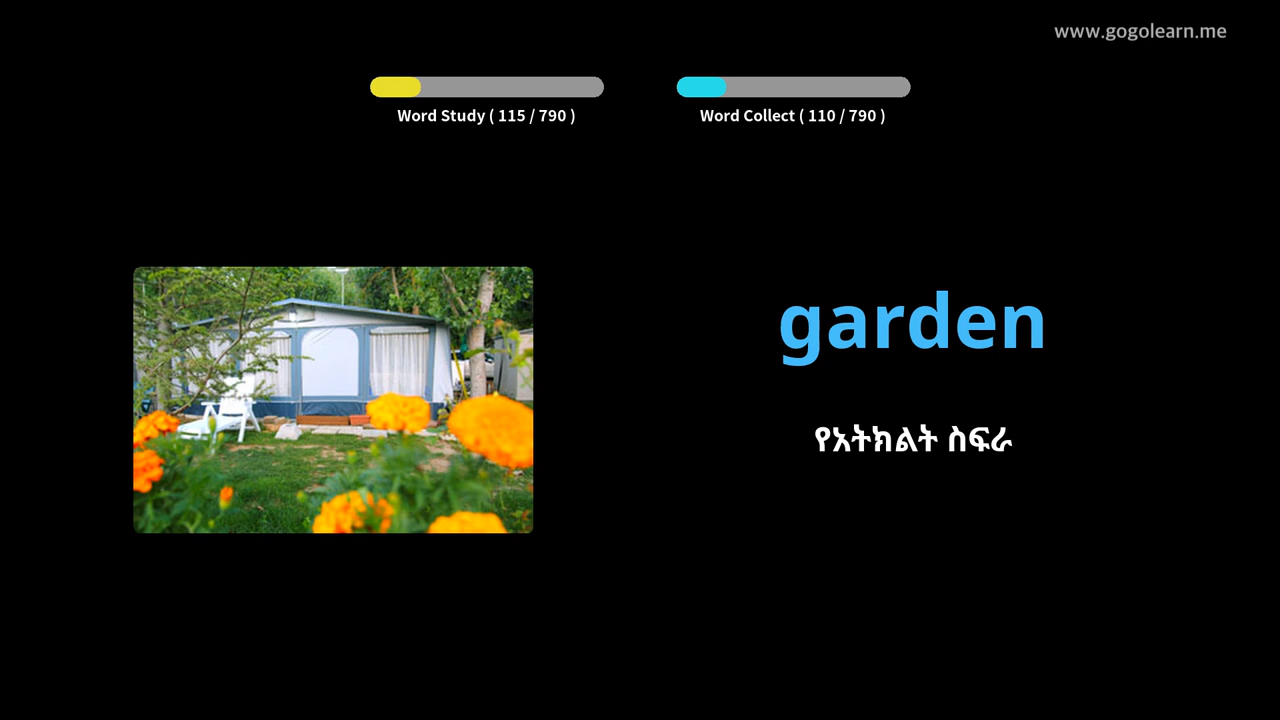 www.gogolearn.me
Word Study ( 115 / 790 )
Word Collect ( 110 / 790 )
garden
የአትክልት ስፍራ